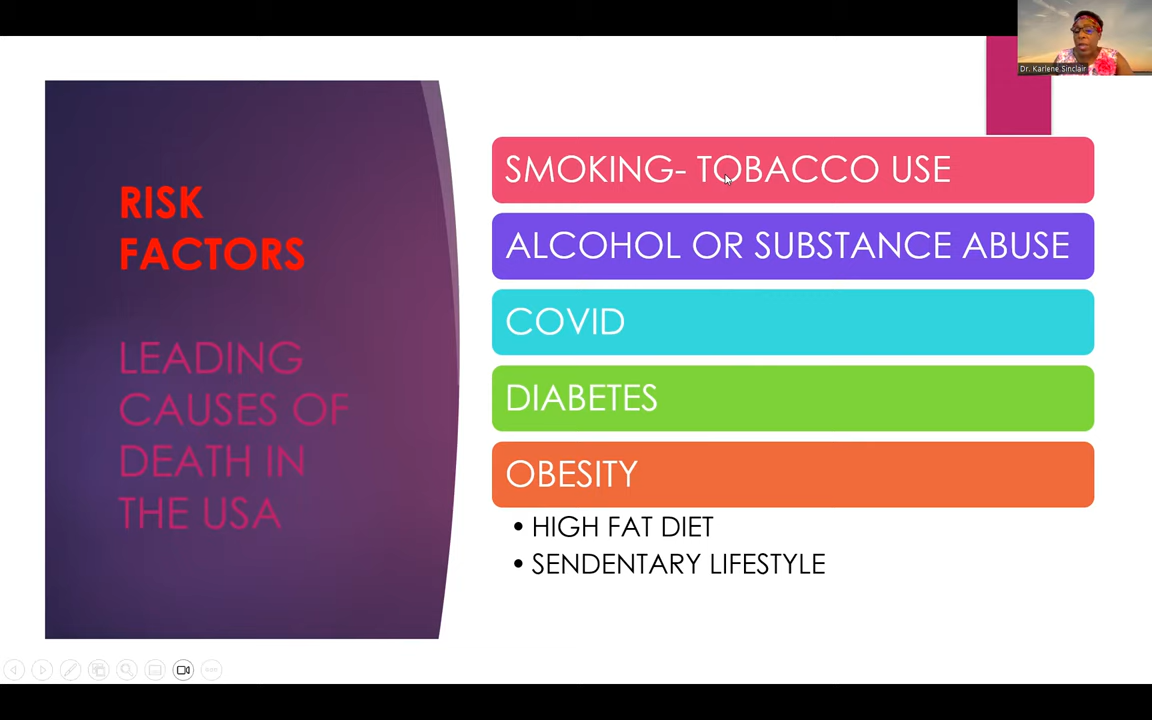 Dr. Karlene Sinclair
RISK
FACTORS
LEADING
CAUSES OF
DEATH IN
THE USA
SMOKING- TOBACCO USE
ALCOHOL OR SUBSTANCE ABUSE
COVID
DIABETES
OBESITY
• HIGH FAT DIET
• SENDENTARY LIFESTYLE